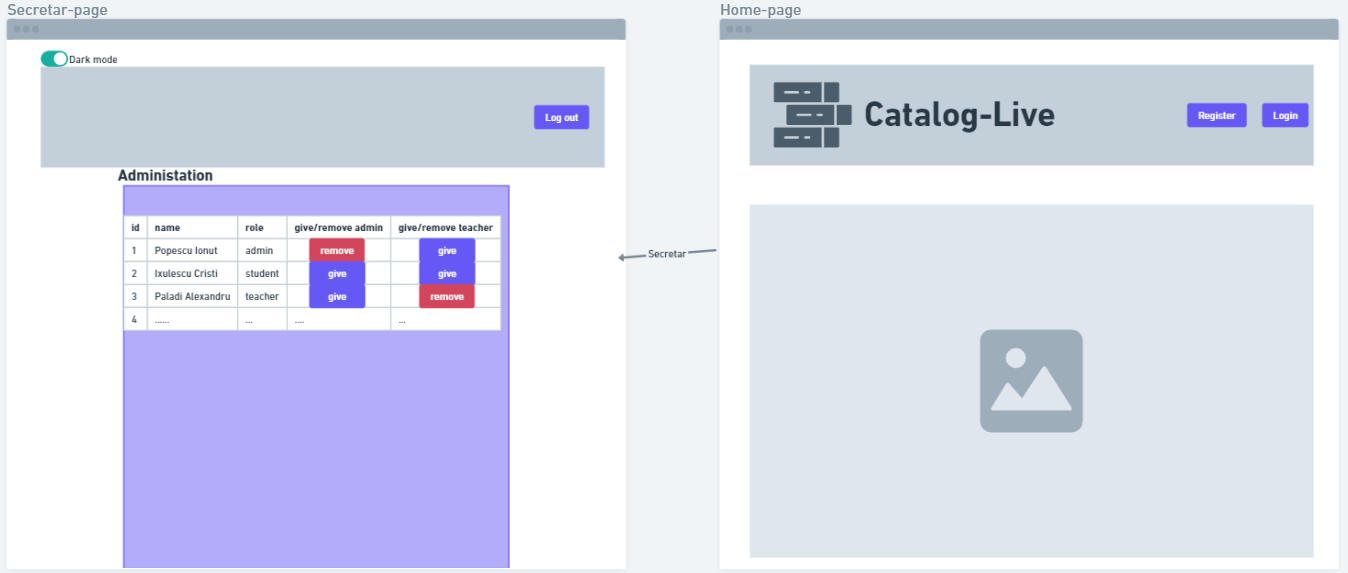 Secretar-page
Dark mode
Log out
Administation
id name role give/remove admin give/remove teacher
1 Popescu Ionut admin remove give
2 Ixulescu Cristi student give give
3 Paladi Alexandru teacher give remove
4 ...... ... .... ...
Secretar
Home-page
Catalog-Live
Register Login